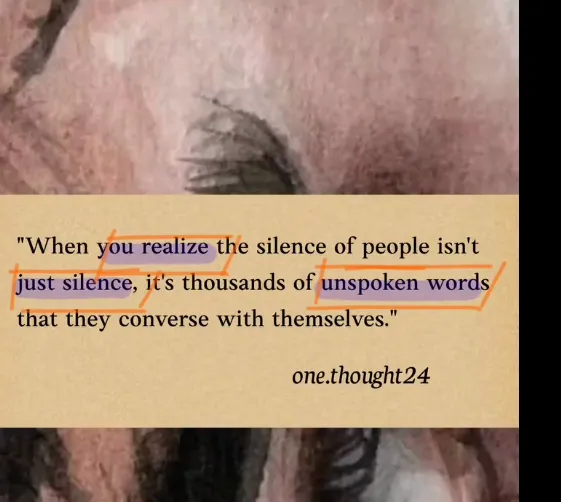 "When you realize the silence of people isn't
just silence, it's thousands of unspoken words
that they converse with themselves."
one.thought24